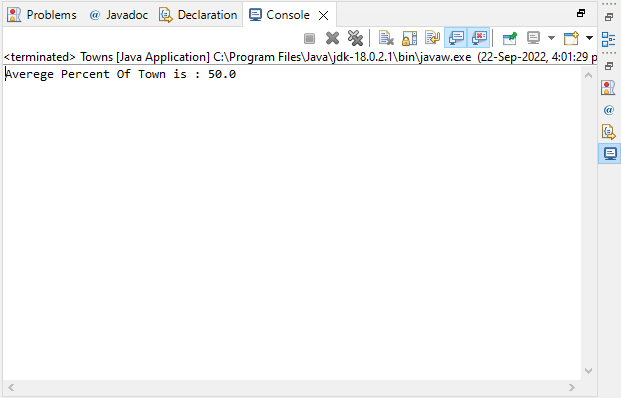 Problems @ Javadoc Declaration Console
<terminated> Towns [Java Application] C:\Program Files\Java\jdk-18.0.2.1\bin\javaw.exe (22-Sep-2022, 4:01:29 p
Averege Percent Of Town is : 50.0